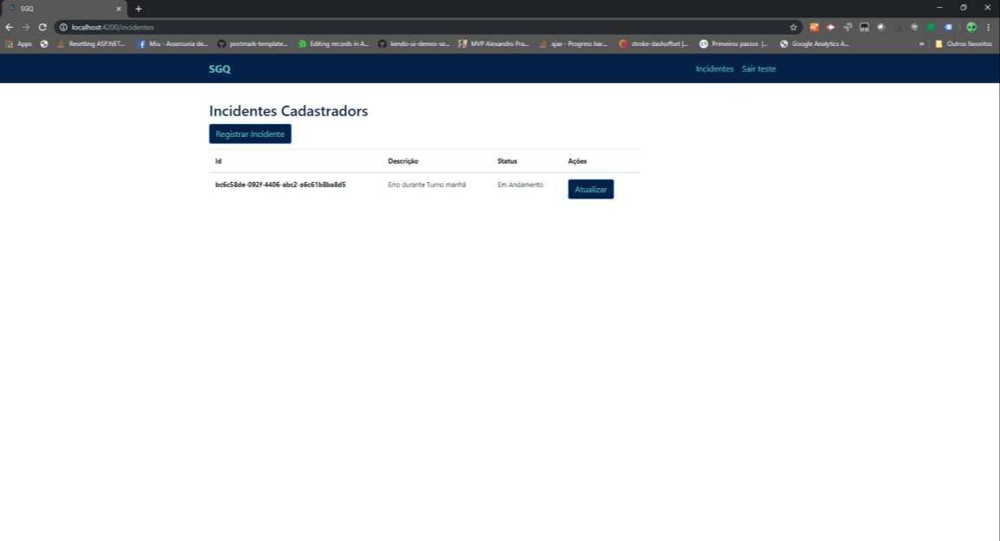 SGQ
localhost:4200/incidentes
Apps Resetting ASP.NET... Miu - Assessoria de... postmark-template... Editing records in A... kendo-ui-demos-se... MVP Alexandro Pra... ajax - Progress bar... stroke-dashoffset |... Primeiros passos |... Google Analytics A... » Outros favoritos
SGQ Incidentes Sair teste
Incidentes Cadastradors
Registrar Incidente
Id Descrição Status Ações
bc6c58de-092f-4406-abc2-a6c61b8ba8d5 Erro durante Turno manhã Em Andamento Atualizar